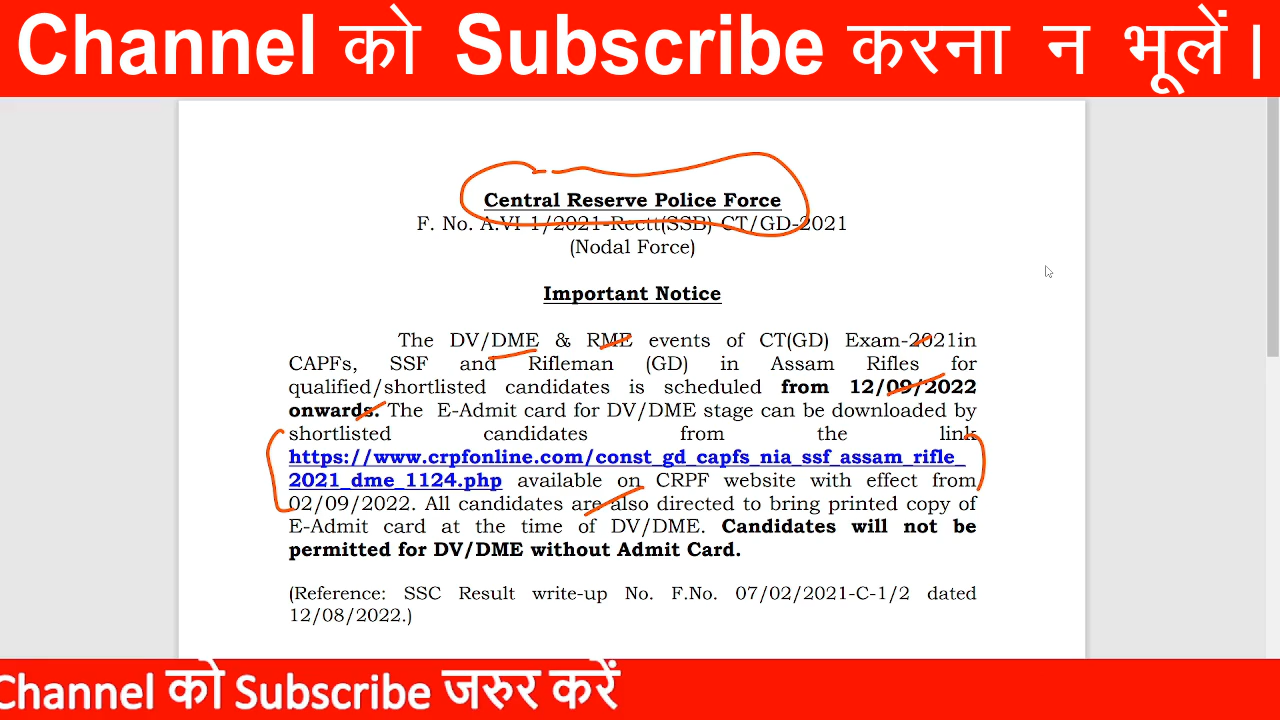 Channel को Subscribe करना न भूलें।
Central Reserve Police Force
F. No. A.VI-1/2021-Rectt(SSB)-CT/GD-2021
(Nodal Force)
Important Notice
The DV/DME & RME events of CT(GD) Exam-2021in
CAPFs, SSF and Rifleman (GD) in Assam Rifles for
qualified/shortlisted candidates is scheduled from 12/09/2022
onwards. The E-Admit card for DV/DME stage can be downloaded by
shortlisted candidates from the link
https://www.crpfonline.com/const_gd_capfs_nia_ssf_assam_rifle_
2021_dme_1124.php available on CRPF website with effect from
02/09/2022. All candidates are also directed to bring printed copy of
E-Admit card at the time of DV/DME. Candidates will not be
permitted for DV/DME without Admit Card.
(Reference: SSC Result write-up No. F.No. 07/02/2021-C-1/2 dated
12/08/2022.)
Channel को Subscribe जरुर करें